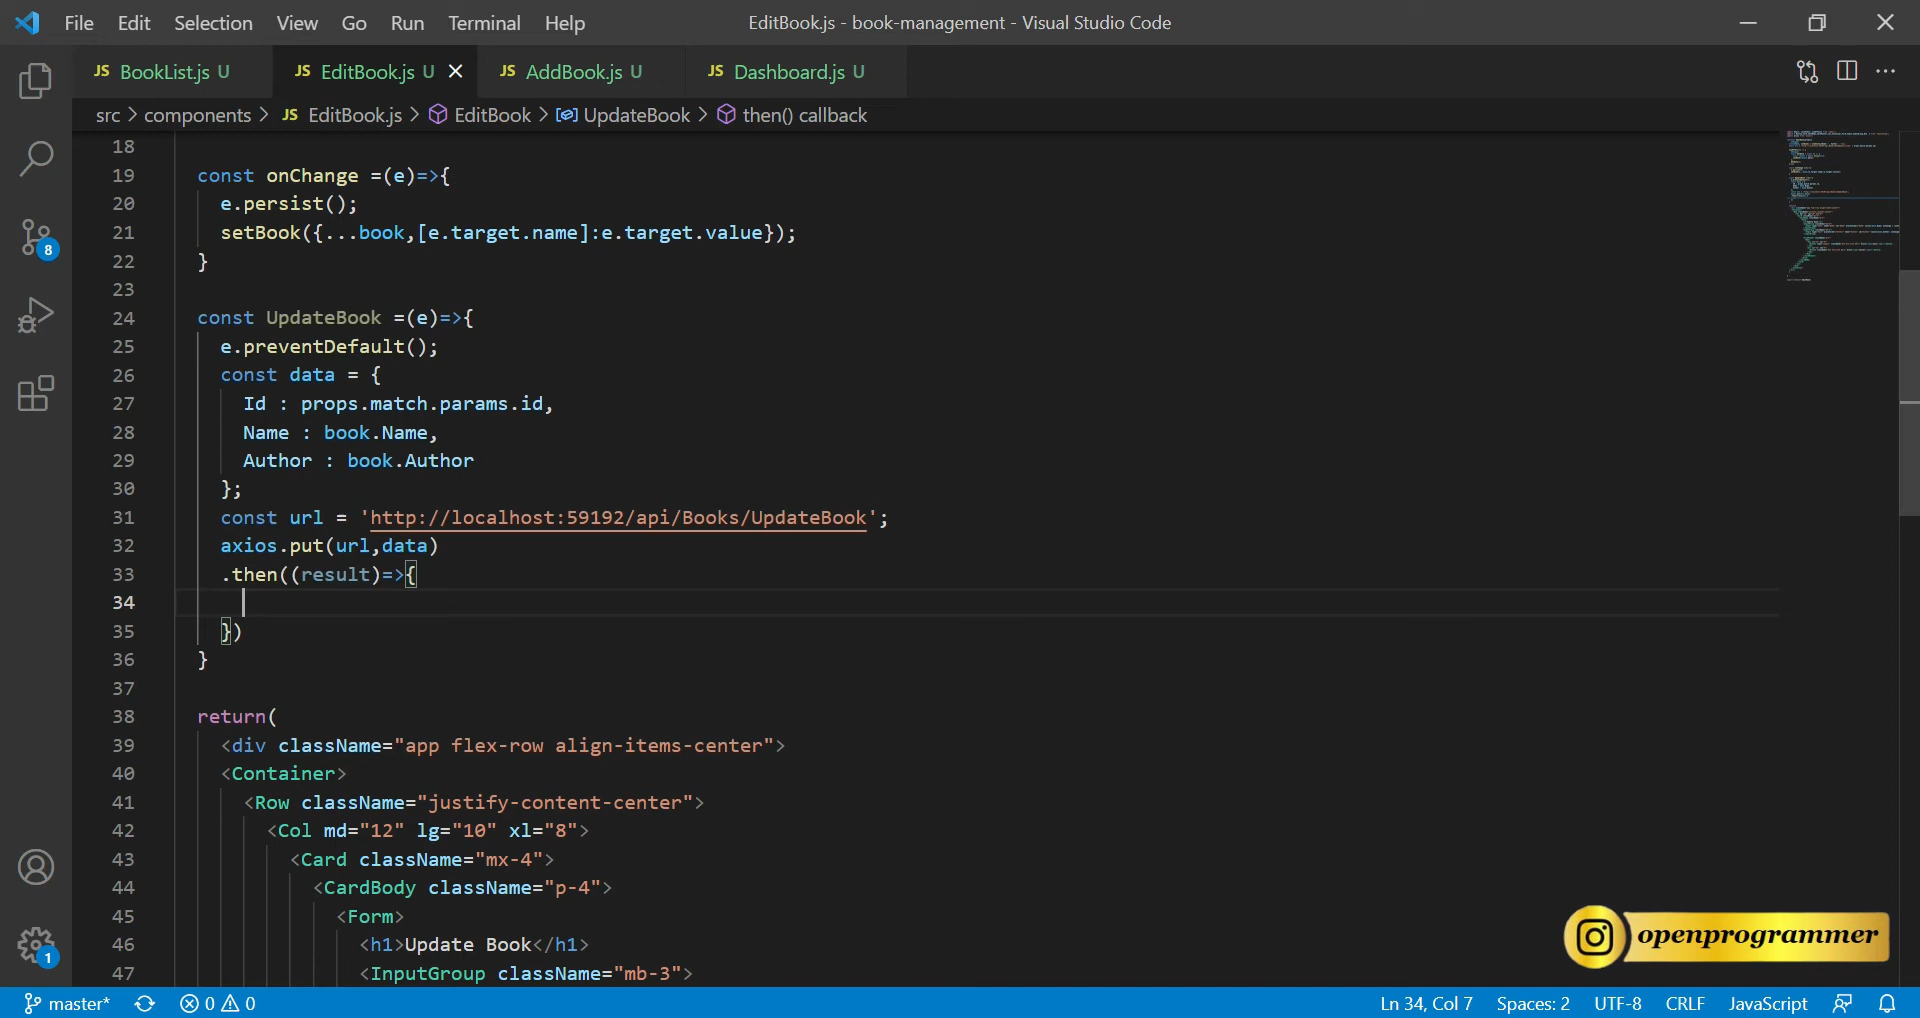 File Edit Selection View Go Run Terminal Help EditBook.js - book-management - Visual Studio Code
JS BookList.js U JS EditBook.js U JS AddBook.js U JS Dashboard.js U
src > components > JS EditBook.js > EditBook > UpdateBook > then() callback
18
19 const onChange =(e)=>{
20 e.persist();
21 setBook({...book,[e.target.name]:e.target.value});
22 }
23
24 const UpdateBook =(e)=>{
25 e.preventDefault();
26 const data = {
27 Id : props.match.params.id,
28 Name : book.Name,
29 Author : book.Author
30 };
31 const url = 'http://localhost:59192/api/Books/UpdateBook';
32 axios.put(url,data)
33 .then((result)=>{
34
35 })
36 }
37
38 return(
39 <div className="app flex-row align-items-center">
40 <Container>
41 <Row className="justify-content-center">
42 <Col md="12" lg="10" xl="8">
43 <Card className="mx-4">
44 <CardBody className="p-4">
45 <Form>
46 <h1>Update Book</h1>
47 <InputGroup className="mb-3">
8
1
openprogrammer
master* 0 0 Ln 34, Col 7 Spaces: 2 UTF-8 CRLF JavaScript